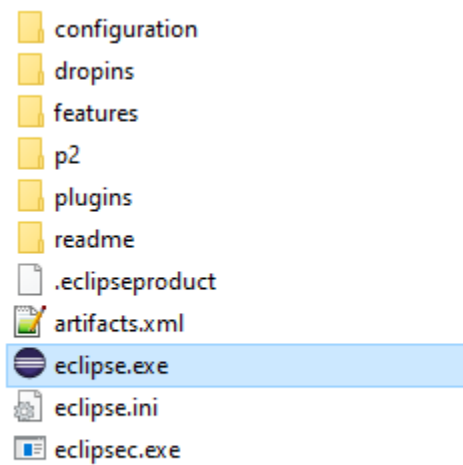 configuration
dropins
features
p2
plugins
readme
.eclipseproduct
artifacts.xml
eclipse.exe
eclipse.ini
eclipsec.exe